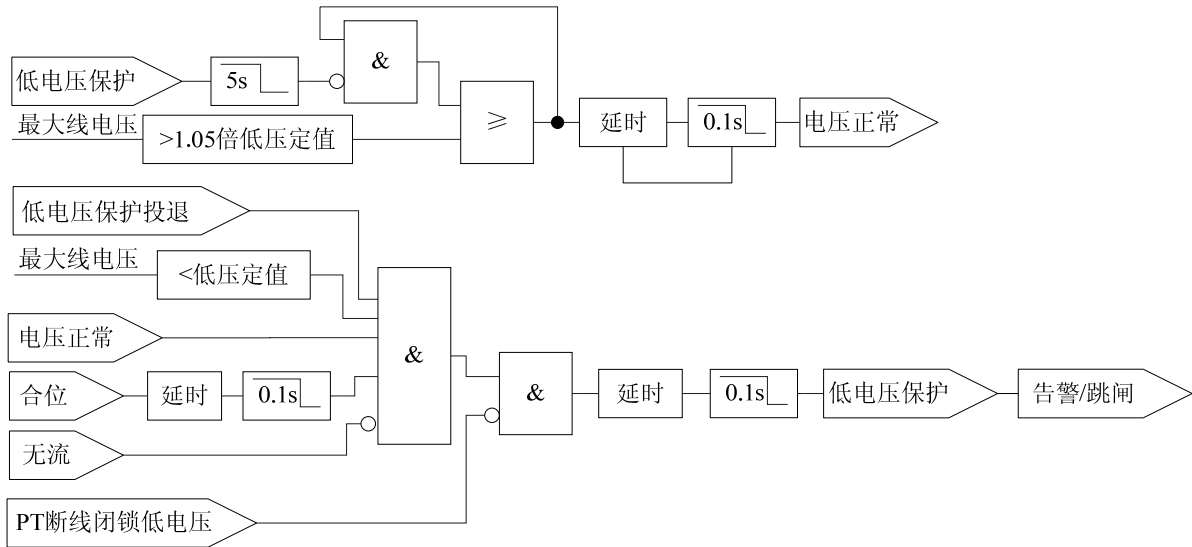 &
低电压保护
5s
最大线电压
>1.05倍低压定值
≥
延时
0.1s
电压正常
低电压保护投退
最大线电压
<低压定值
电压正常
&
合位
延时
0.1s
&
延时
0.1s
低电压保护
告警/跳闸
无流
PT断线闭锁低电压